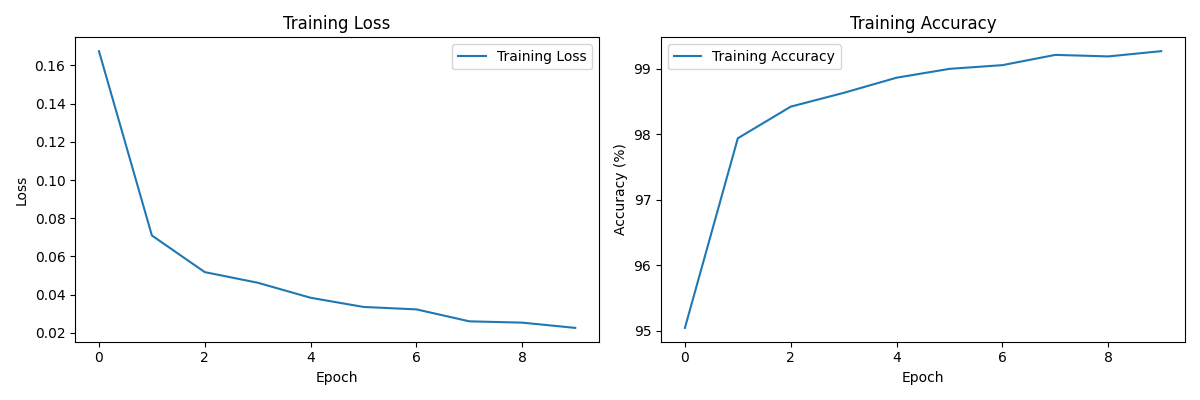 Training Loss
Training Loss
0.16
0.14
0.12
0.10
0.08
0.06
0.04
0.02
Loss
0 2 4 6 8
Epoch
Training Accuracy
Training Accuracy
99
98
97
96
95
Accuracy (%)
0 2 4 6 8
Epoch